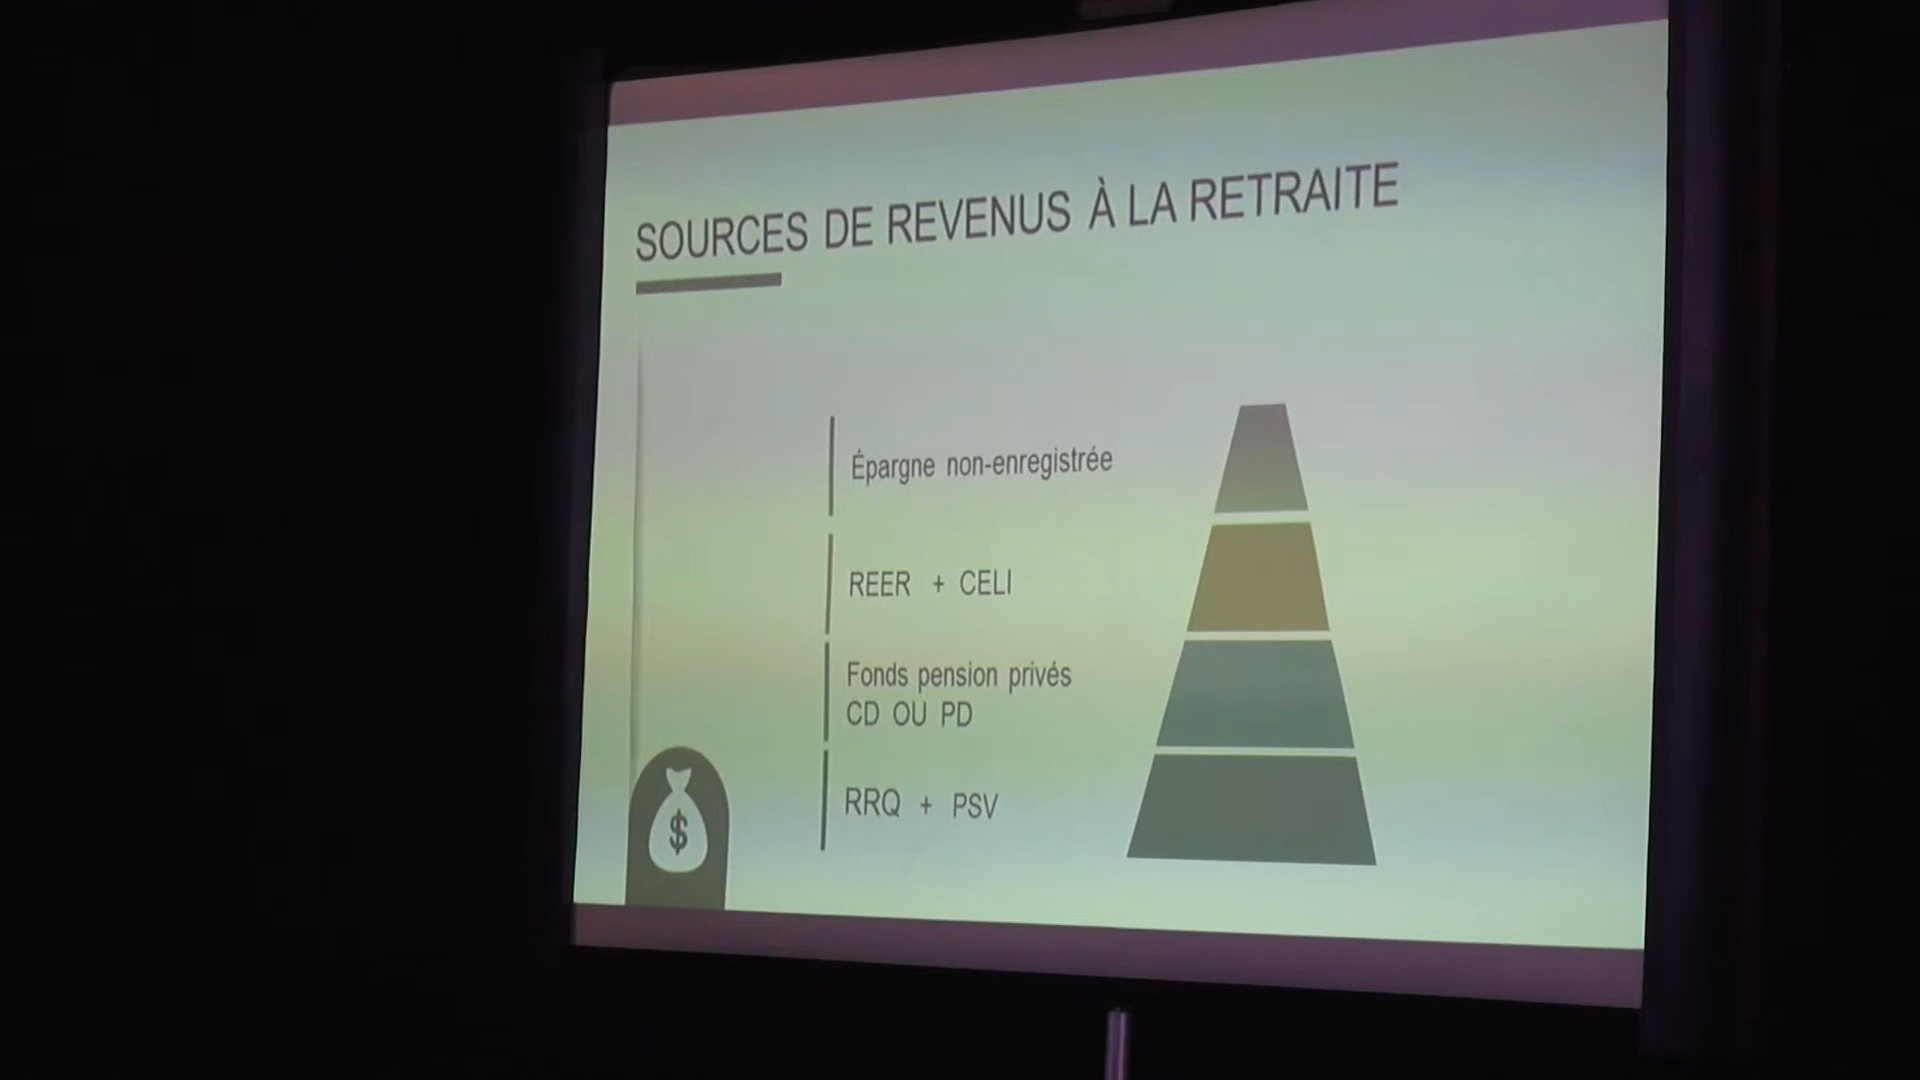 SOURCES DE REVENUS À LA RETRAITE
Épargne non-enregistrée
REER + CELI
Fonds pension privés
CD OU PD
RRQ + PSV
$